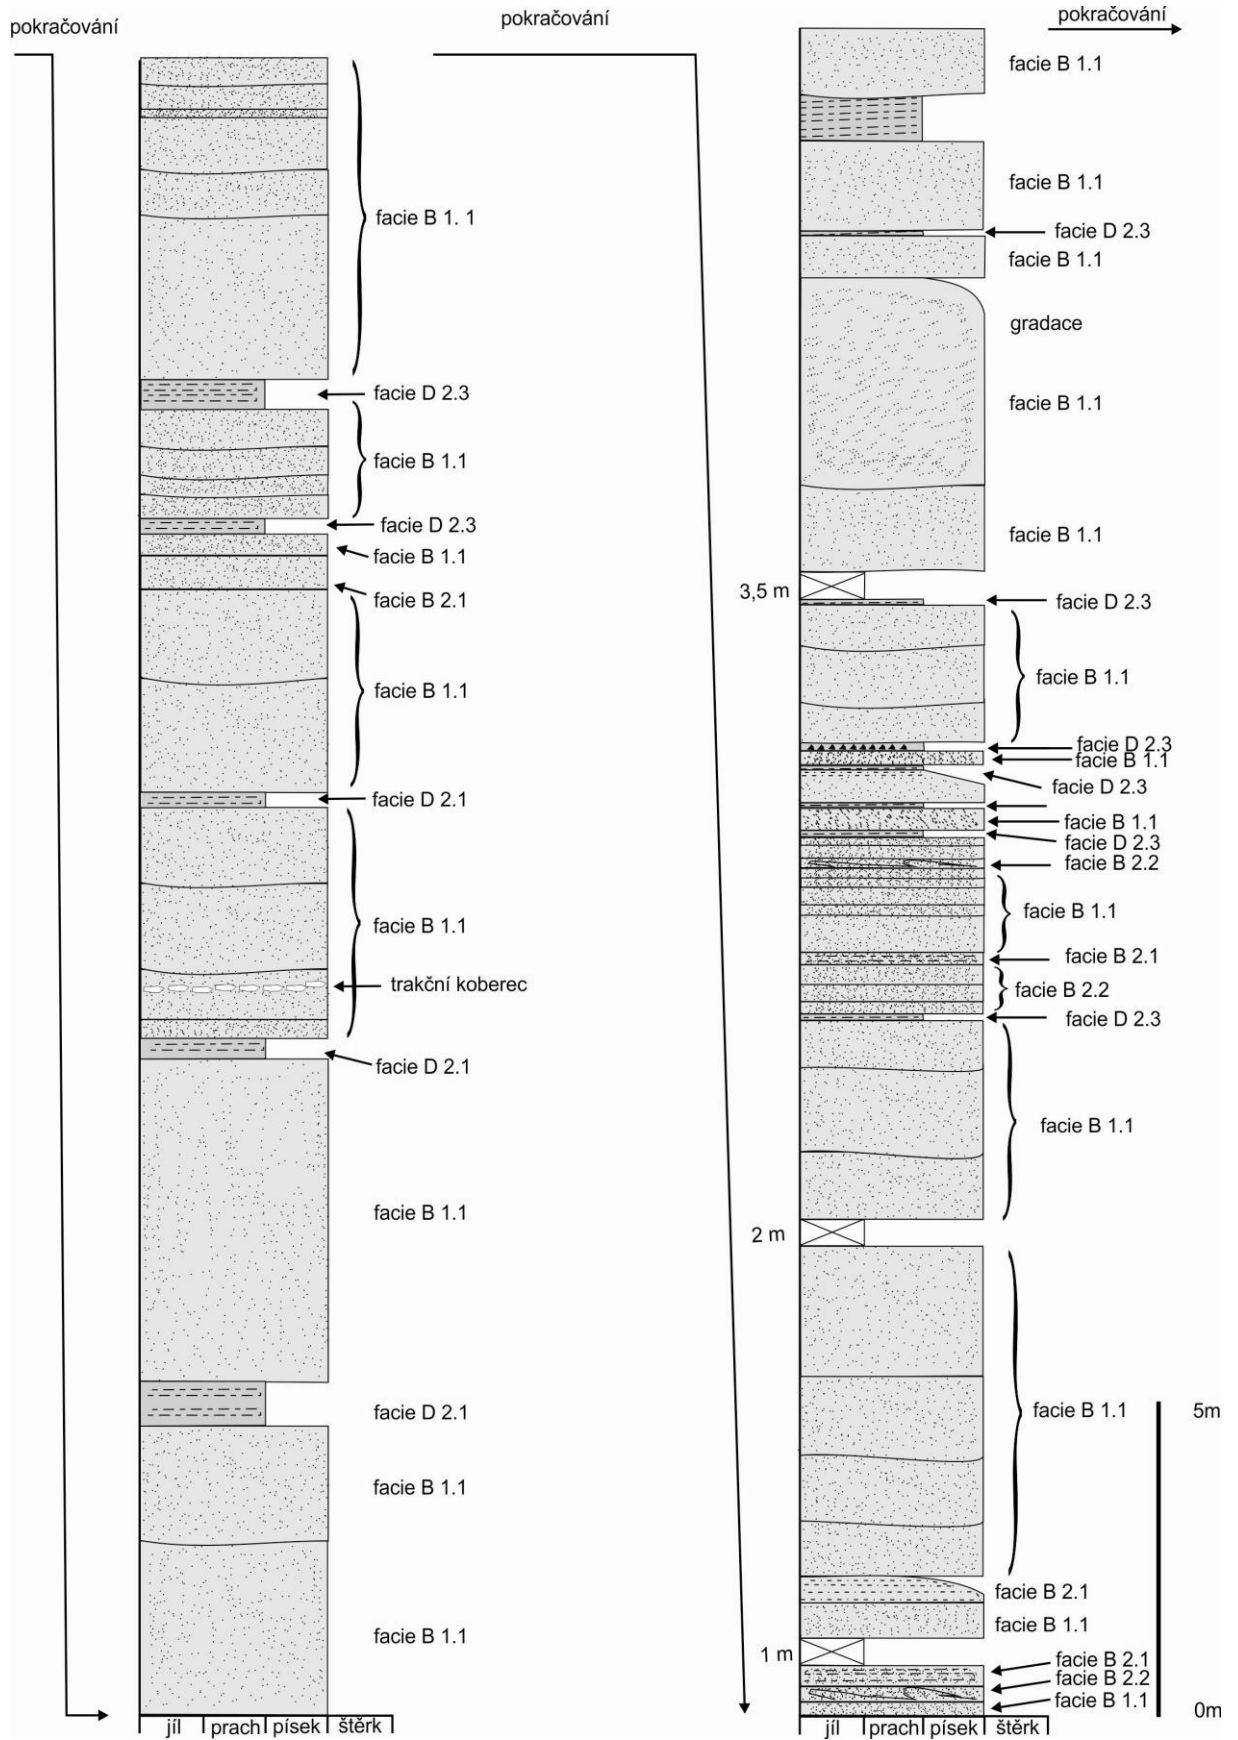 pokračování
facie B 1. 1
facie D 2.3
facie B 1.1
facie D 2.3
facie B 1.1
facie B 2.1
facie B 1.1
facie D 2.1
facie B 1.1
trakční koberec
facie D 2.1
facie B 1.1
facie D 2.1
facie B 1.1
facie B 1.1
jíl prach písek štěrk
pokračování
pokračování
facie B 1.1
facie B 1.1
facie D 2.3
facie B 1.1
gradace
facie B 1.1
facie B 1.1
3,5 m
facie D 2.3
facie B 1.1
facie D 2.3
facie B 1.1
facie D 2.3
facie B 1.1
facie D 2.3
facie B 2.2
facie B 1.1
facie B 2.1
facie B 2.2
facie D 2.3
facie B 1.1
2 m
facie B 1.1
5m
facie B 2.1
facie B 1.1
1 m
facie B 2.1
facie B 2.2
facie B 1.1
0m
jíl prach písek štěrk